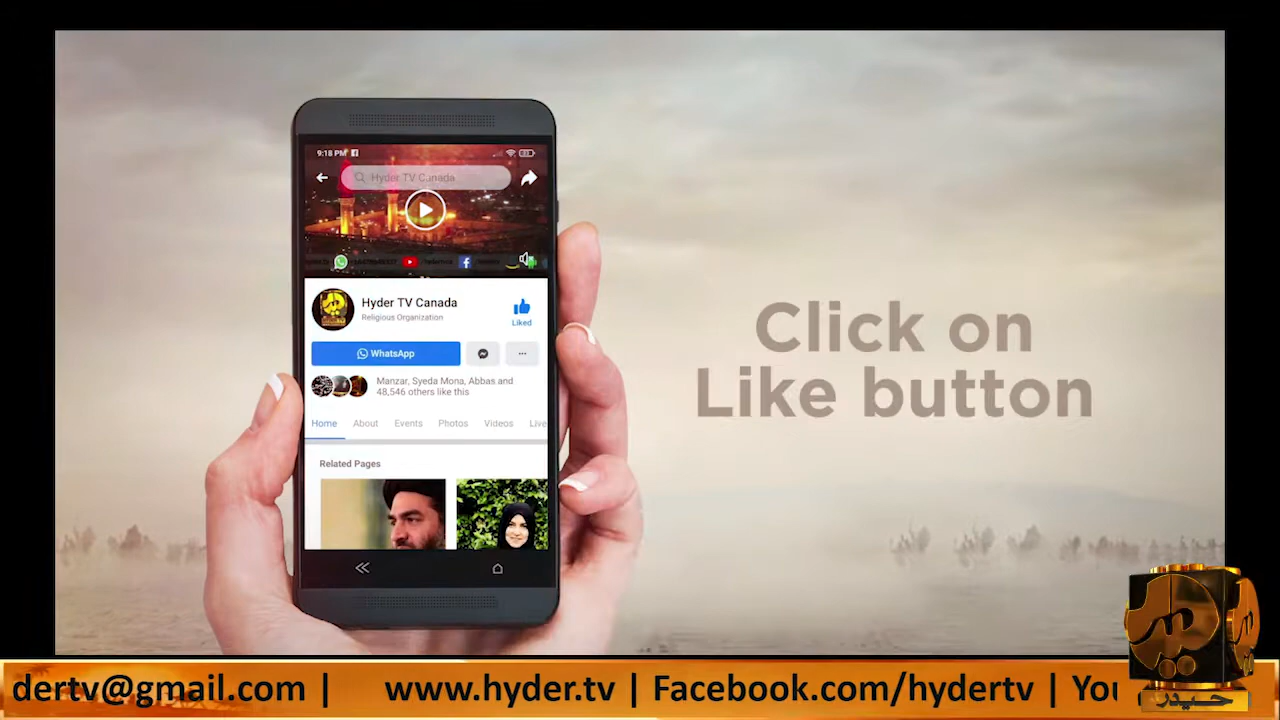 9:18 PM
Hyder TV Canada
Hyder TV Canada
Religious Organization
Liked
WhatsApp
Manzar, Syeda Mona, Abbas and
48,546 others like this
Home About Events Photos Videos Live
Related Pages
Click on
Like button
dertv@gmail.com | www.hyder.tv | Facebook.com/hydertv | You
حیدر